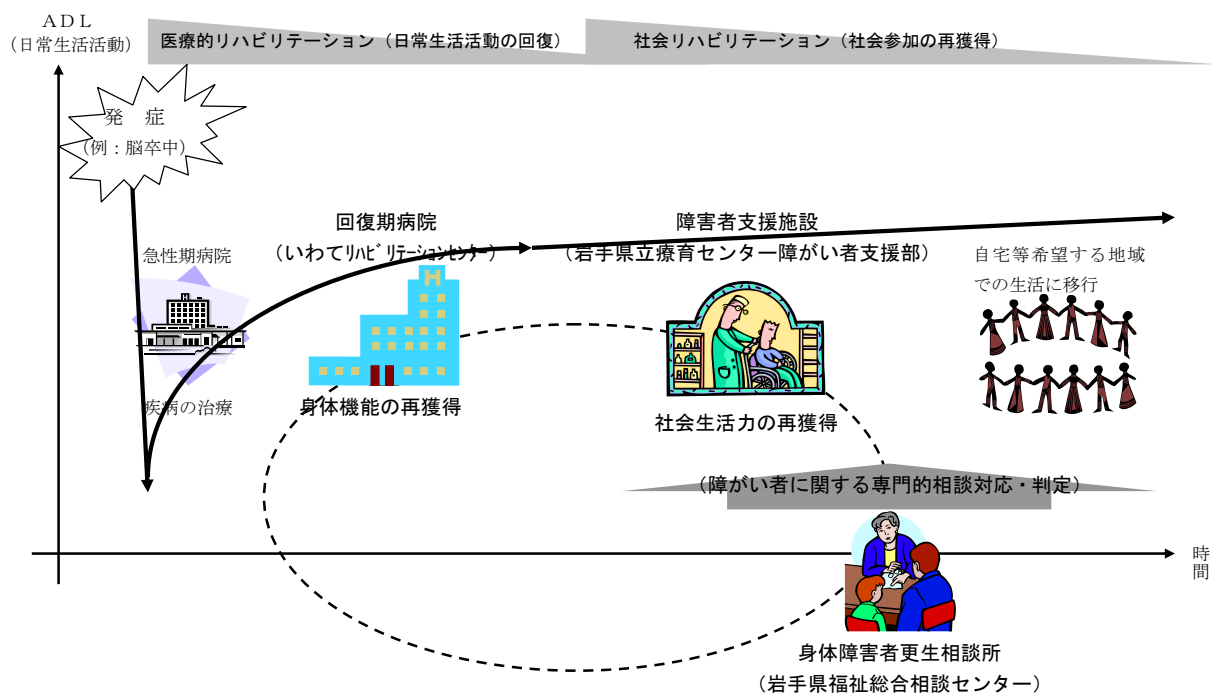 ＡＤＬ
（日常生活活動）
医療的リハビリテーション（日常生活活動の回復）
社会リハビリテーション（社会参加の再獲得）
発　症
（例：脳卒中）
急性期病院
疾病の治療
回復期病院
（いわてﾘﾊﾋﾞﾘﾃｰｼｮﾝｾﾝﾀｰ）
H
身体機能の再獲得
障害者支援施設
（岩手県立療育センター障がい者支援部）
社会生活力の再獲得
自宅等希望する地域
での生活に移行
（障がい者に関する専門的相談対応・判定）
時
間
身体障害者更生相談所
（岩手県福祉総合相談センター）